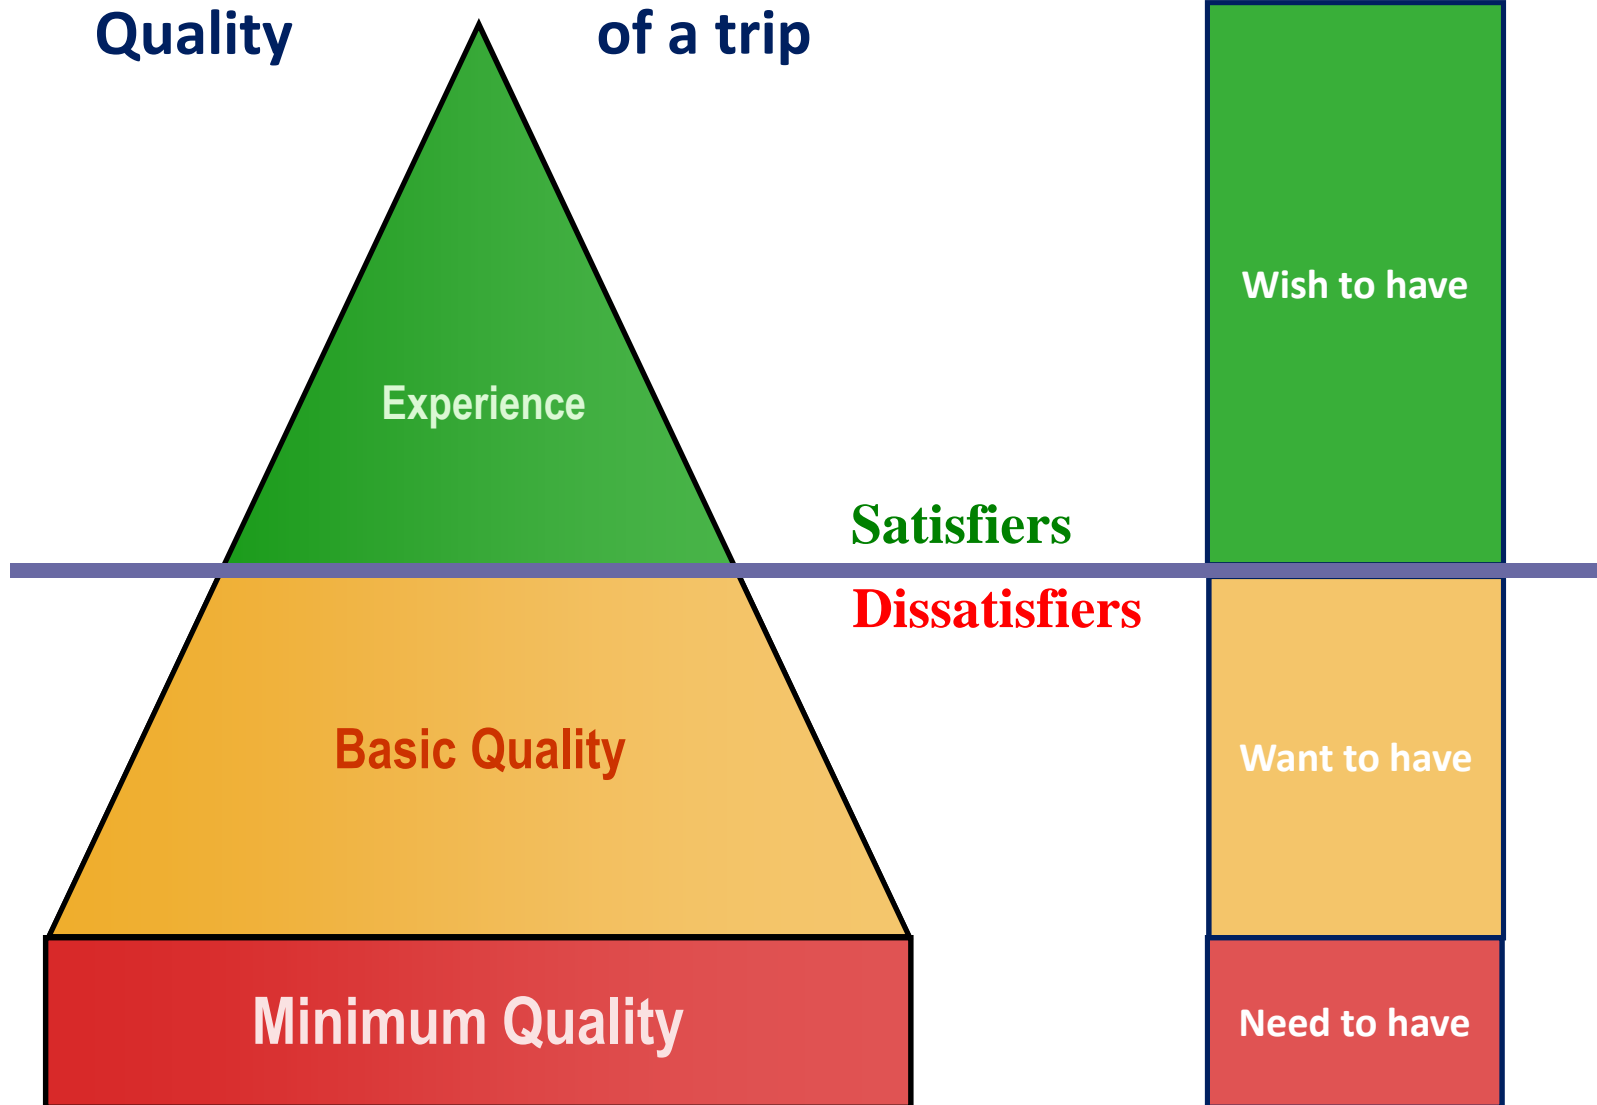 Quality of a trip
Wish to have
Experience
Satisfiers
Dissatisfiers
Basic Quality
Want to have
Minimum Quality
Need to have